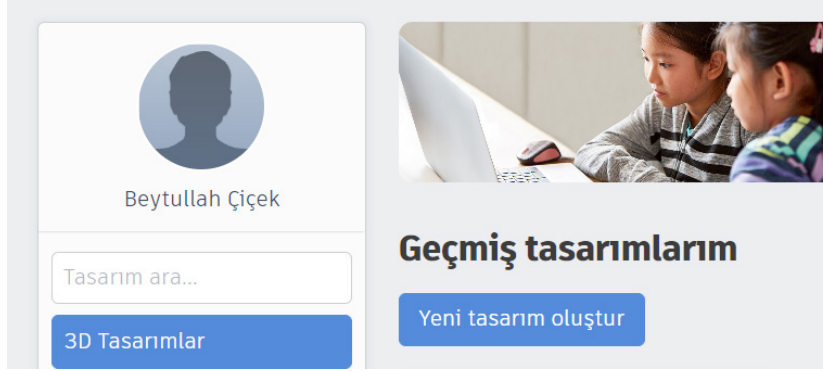 Beytullah Çiçek
Tasarım ara...
3D Tasarımlar
Geçmiş tasarımlarım
Yeni tasarım oluştur